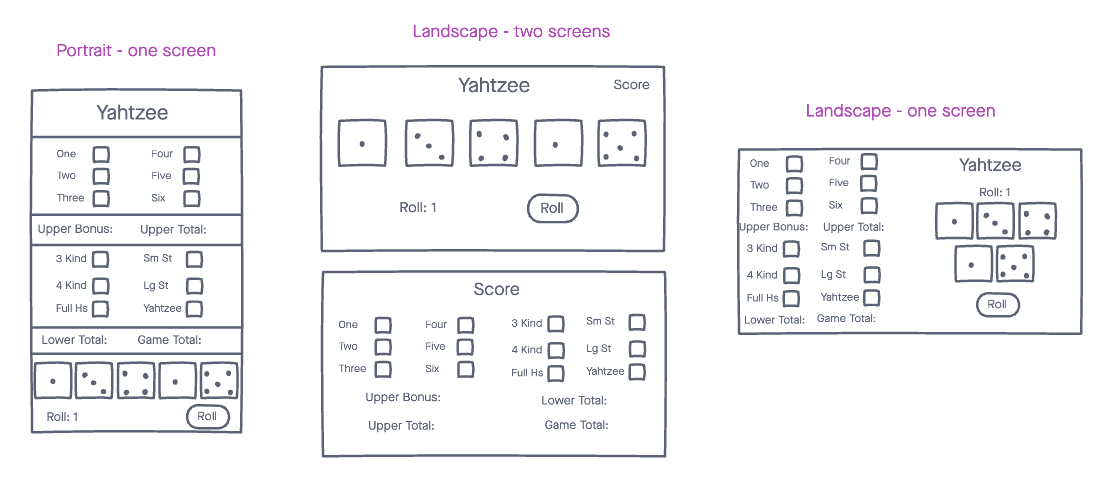 Portrait - one screen
Yahtzee
One Four
Two Five
Three Six
Upper Bonus: Upper Total:
3 Kind Sm St
4 Kind Lg St
Full Hs Yahtzee
Lower Total: Game Total:
Roll: 1 Roll
Landscape - two screens
Yahtzee Score
Roll: 1 Roll
Score
One Four 3 Kind Sm St
Two Five 4 Kind Lg St
Three Six Full Hs Yahtzee
Upper Bonus: Lower Total:
Upper Total: Game Total:
Landscape - one screen
One Four Yahtzee
Two Five Roll: 1
Three Six
Upper Bonus: Upper Total:
3 Kind Sm St
4 Kind Lg St
Full Hs Yahtzee Roll
Lower Total: Game Total: